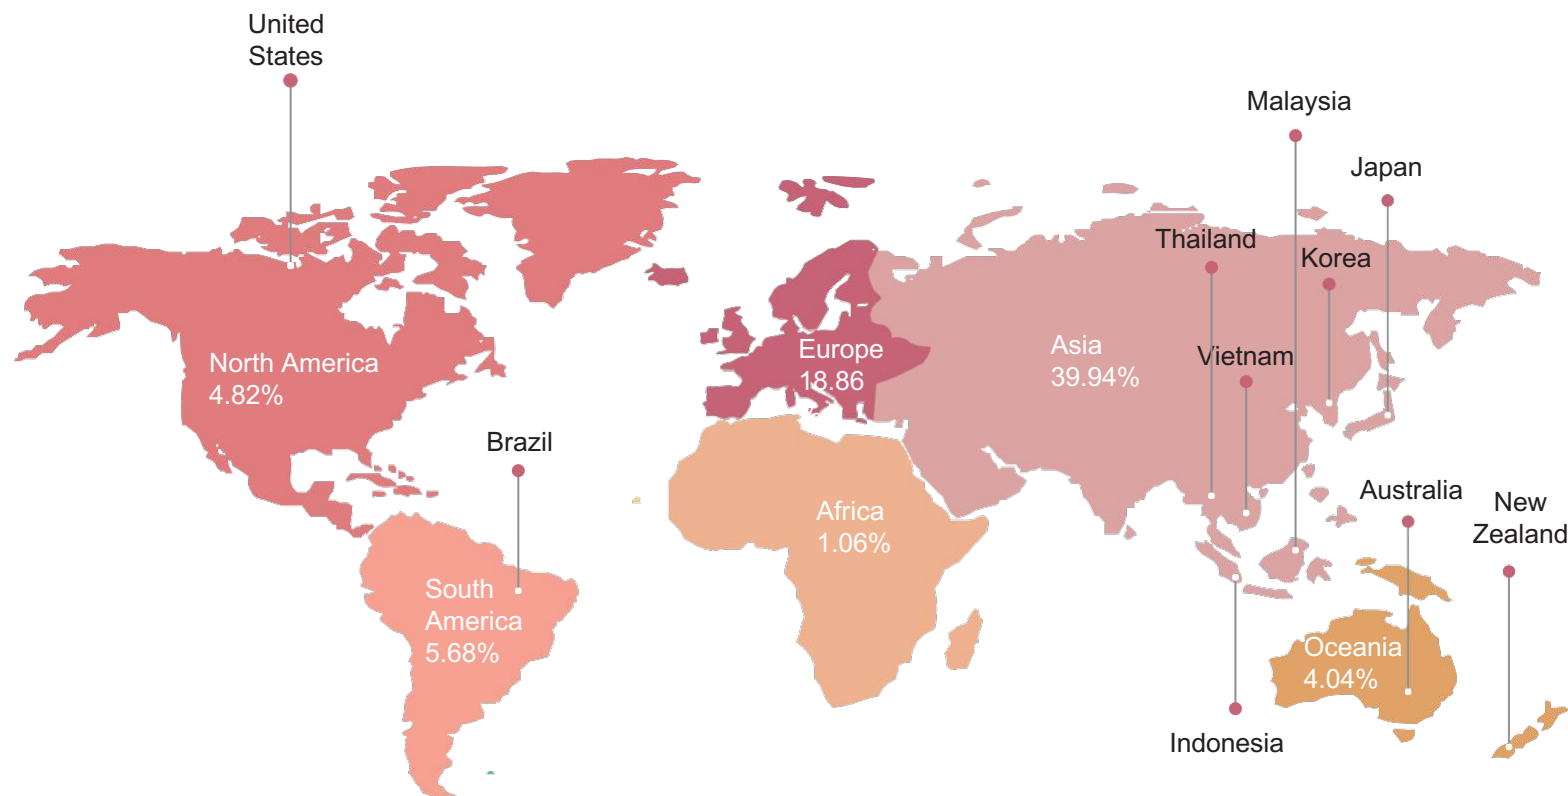 United
States
Malaysia
Japan
Thailand
Korea
North America
4.82%
Europe
18.86
Asia
39.94%
Vietnam
Brazil
Africa
1.06%
Australia
New
Zealand
South
America
5.68%
Oceania
4.04%
Indonesia